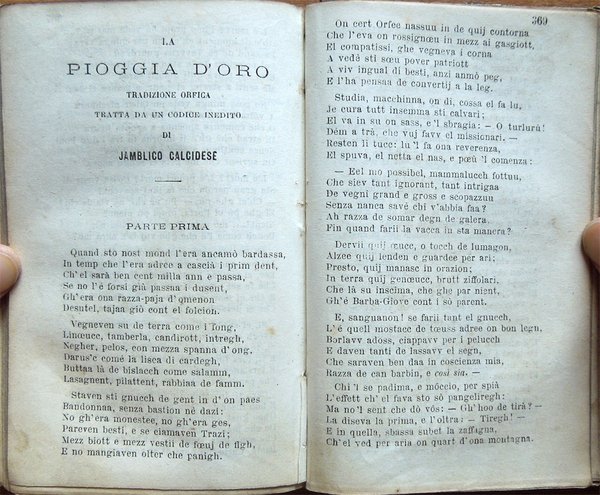 LA
PIOGGIA D'ORO
TRADIZIONE ORFICA
TRATTA DA UN CODICE INEDITO
DI
JAMBLICO CALCIDESE
PARTE PRIMA
Quand sto nost mond l'era ancamò bardassa,
In temp che l'era adrée a cascià i prim dent,
Ch'el sarà ben cent milla ann e passa,
Se no l'è forsi già passaa i dusent,
Gh'era ona razza-paja d'omenon
Desutel, tajaa giò cont el folcion.
Vegneven su de terra come i fong,
Linœucc, tamberla, candirott, intregh,
Negher, pelos, con mezza spanna d'ong,
Darusc come la lisca di cardegh,
Buttaa là de bislacch come salamm,
Lasagnent, pilattent, rabbiaa de famm.
Staven sti gnucch de gent in d'on paes
Bandonnaa, senza bastion nè dazi:
No gh'era monestee, no gh'era ges,
Pareven besti, e se ciamaven Trazi;
Mezz biott e mezz vestii de fœuj de figh,
E no mangiaven olter che panigh.
369
On cert Orfee nassuu in de quij contorna
Che l'eva on rossignœu in mezz ai gasgiott,
El compatissi, ghe vegneva i corna
A vedè sti sœu pover patriott
A viv ingual di besti, anzi anmò peg,
E l'ha pensaa de convertij a la leg.
Studia, macchinna, on dì, cossa el fa lu,
Je cura tutt insemma sti calvari;
El va in su on sass, e 'l sbragia: — O turlurù!
Dèm a trà, che vuj favv el missionari. —
Resten lì tucc: lu 'l fa ona reverenza,
El spuva, el netta el nas, e pœù 'l comenza:
— Eel mo possibel, mammalucch fottuu,
Che siev tant ignorant, tant intrigaa
De vegnì grand e gross e scopazzuu
Senza nanca savè chi v'abbia faa?
Ah razza de somar degn de galera,
Fin quand farii la vacca in sta manera?
Dervii quij œucc, o tocch de lumagon,
Alzee quij lenden e guardee per ari;
Presto, quij manasc in orazion;
In terra quij genœucc, brutt ziffolari,
Che là su inscima, che ghe par nient,
Gh'è Barba-Giove cont i sò parent.
E, sanguanon! se farii tant el gnucch,
L'è quell mostacc de tœuss adree on bon legn,
Borlavv adoss, ciappavv per i pelucch
E daven tanti de lassavv el segn,
Che saraven ben daa in coscienza mia,
Razza de can barbin, e così sia. —
Chi 'l se padima, e móccio, per spià
L'effett ch'el fava sto sò pangeliregh:
Ma no 'l sent che dò vós: — Gh'hoo de tirà? —
La diseva la prima, e l'oltra: — Tiregh! —
E in quella, sbassa subet la zaffagna,
Ch'el ved per aria on quart d'ona montagna.